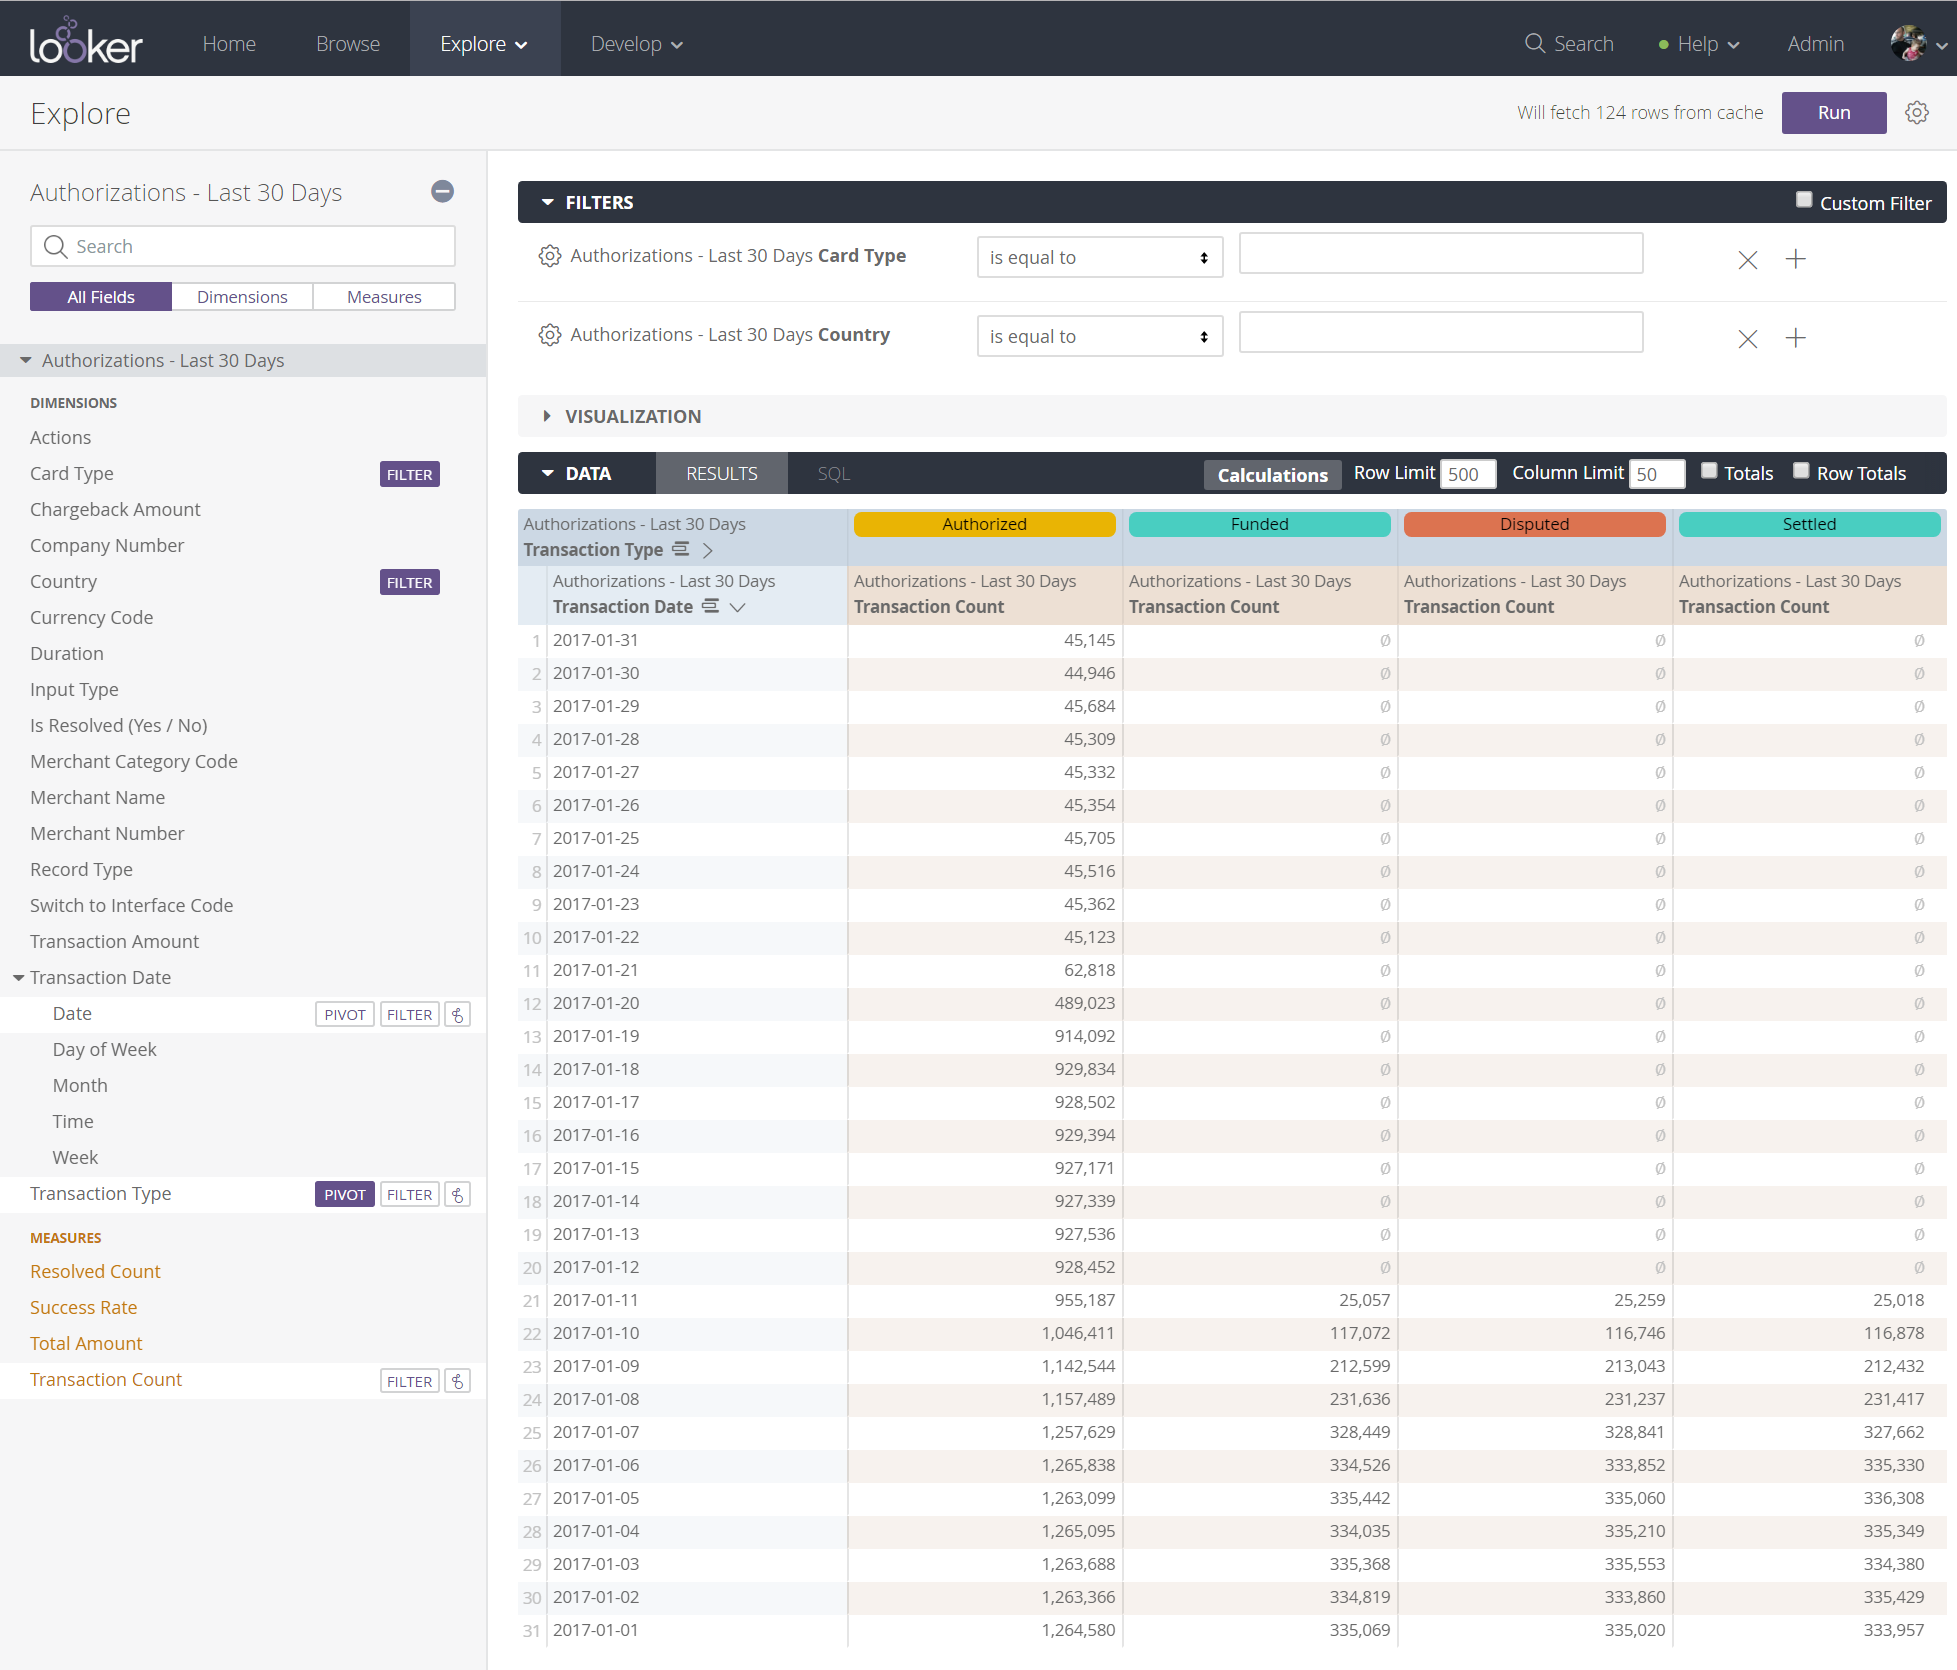 looker Home Browse Explore Develop Search Help Admin
Explore Will fetch 124 rows from cache Run
Authorizations - Last 30 Days
Search
All Fields Dimensions Measures
Authorizations - Last 30 Days
DIMENSIONS
Actions
Card Type FILTER
Chargeback Amount
Company Number
Country FILTER
Currency Code
Duration
Input Type
Is Resolved (Yes / No)
Merchant Category Code
Merchant Name
Merchant Number
Record Type
Switch to Interface Code
Transaction Amount
Transaction Date
Date PIVOT FILTER
Day of Week
Month
Time
Week
Transaction Type PIVOT FILTER
MEASURES
Resolved Count
Success Rate
Total Amount
Transaction Count FILTER
FILTERS Custom Filter
Authorizations - Last 30 Days Card Type is equal to
Authorizations - Last 30 Days Country is equal to
VISUALIZATION
DATA RESULTS SQL Calculations Row Limit 500 Column Limit 50 Totals Row Totals
Authorizations - Last 30 Days Authorized Funded Disputed Settled
Transaction Type
Authorizations - Last 30 Days Authorizations - Last 30 Days Authorizations - Last 30 Days Authorizations - Last 30 Days Authorizations - Last 30 Days
Transaction Date Transaction Count Transaction Count Transaction Count Transaction Count
1 2017-01-31 45,145 ∅ ∅ ∅
2 2017-01-30 44,946 ∅ ∅ ∅
3 2017-01-29 45,684 ∅ ∅ ∅
4 2017-01-28 45,309 ∅ ∅ ∅
5 2017-01-27 45,332 ∅ ∅ ∅
6 2017-01-26 45,354 ∅ ∅ ∅
7 2017-01-25 45,705 ∅ ∅ ∅
8 2017-01-24 45,516 ∅ ∅ ∅
9 2017-01-23 45,362 ∅ ∅ ∅
10 2017-01-22 45,123 ∅ ∅ ∅
11 2017-01-21 62,818 ∅ ∅ ∅
12 2017-01-20 489,023 ∅ ∅ ∅
13 2017-01-19 914,092 ∅ ∅ ∅
14 2017-01-18 929,834 ∅ ∅ ∅
15 2017-01-17 928,502 ∅ ∅ ∅
16 2017-01-16 929,394 ∅ ∅ ∅
17 2017-01-15 927,171 ∅ ∅ ∅
18 2017-01-14 927,339 ∅ ∅ ∅
19 2017-01-13 927,536 ∅ ∅ ∅
20 2017-01-12 928,452 ∅ ∅ ∅
21 2017-01-11 955,187 25,057 25,259 25,018
22 2017-01-10 1,046,411 117,072 116,746 116,878
23 2017-01-09 1,142,544 212,599 213,043 212,432
24 2017-01-08 1,157,489 231,636 231,237 231,417
25 2017-01-07 1,257,629 328,449 328,841 327,662
26 2017-01-06 1,265,838 334,526 333,852 335,330
27 2017-01-05 1,263,099 335,442 335,060 336,308
28 2017-01-04 1,265,095 334,035 335,210 335,349
29 2017-01-03 1,263,688 335,368 335,553 334,380
30 2017-01-02 1,263,366 334,819 333,860 335,429
31 2017-01-01 1,264,580 335,069 335,020 333,957